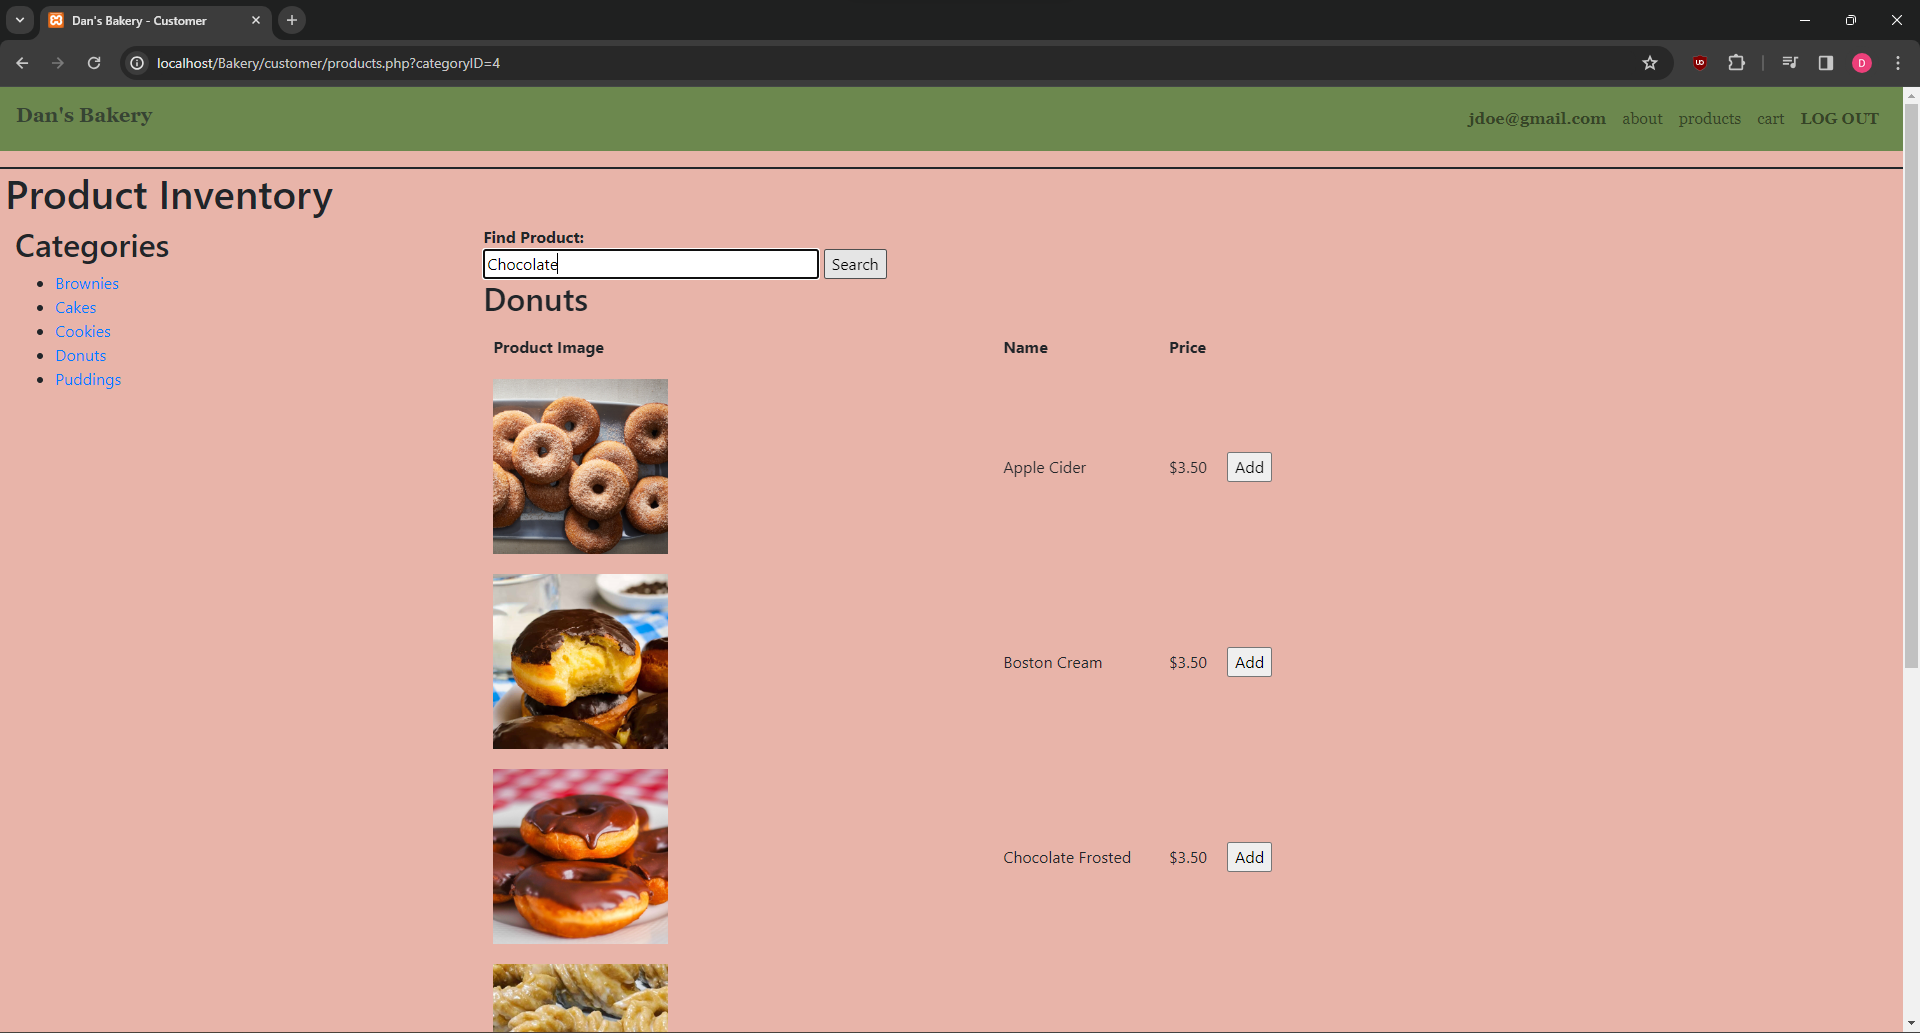 Dan's Bakery - Customer
localhost/Bakery/customer/products.php?categoryID=4
D
Dan's Bakery
jdoe@gmail.com about products cart LOG OUT
Product Inventory
Categories
Brownies
Cakes
Cookies
Donuts
Puddings
Find Product:
Chocolate Search
Donuts
Product Image Name Price
Apple Cider $3.50 Add
Boston Cream $3.50 Add
Chocolate Frosted $3.50 Add